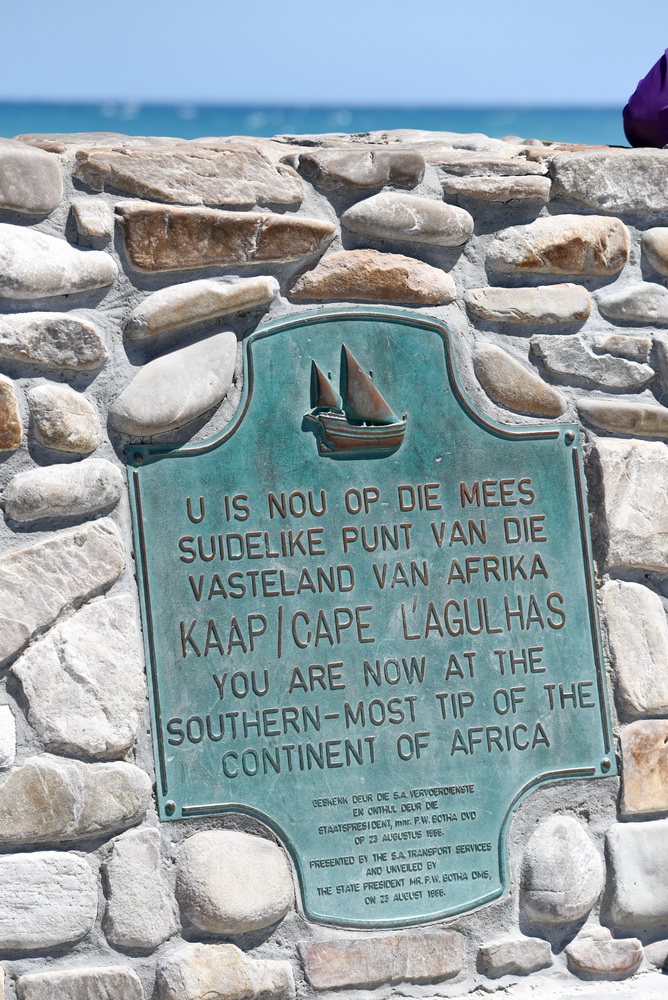 U IS NOU OP DIE MEES
SUIDELIKE PUNT VAN DIE
VASTELAND VAN AFRIKA
KAAP/CAPE L'AGULHAS
YOU ARE NOW AT THE
SOUTHERN-MOST TIP OF THE
CONTINENT OF AFRICA
GESKENK DEUR DIE S.A. VERVOERDIENSTE
EN ONTHUL DEUR DIE
STAATSPRESIDENT, mnr. P.W. BOTHA DVD
OP 23 AUGUSTUS 1986.
PRESENTED BY THE S.A. TRANSPORT SERVICES
AND UNVEILED BY
THE STATE PRESIDENT MR. P.W. BOTHA DMS,
ON 23 AUGUST 1986.